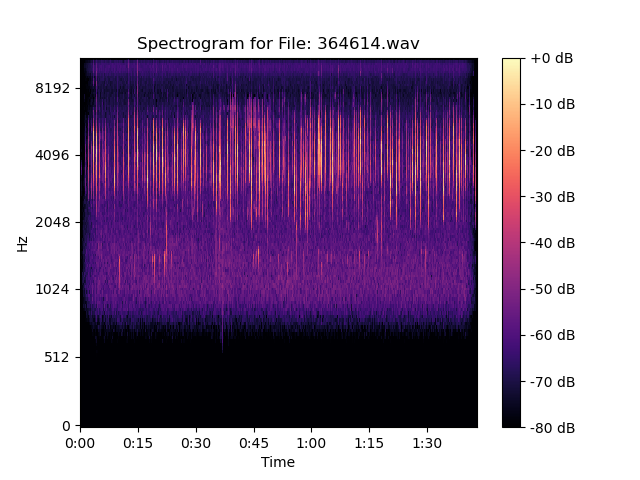 Spectrogram for File: 364614.wav
8192
4096
2048
1024
512
0
Hz
0:00 0:15 0:30 0:45 1:00 1:15 1:30
Time
+0 dB
-10 dB
-20 dB
-30 dB
-40 dB
-50 dB
-60 dB
-70 dB
-80 dB